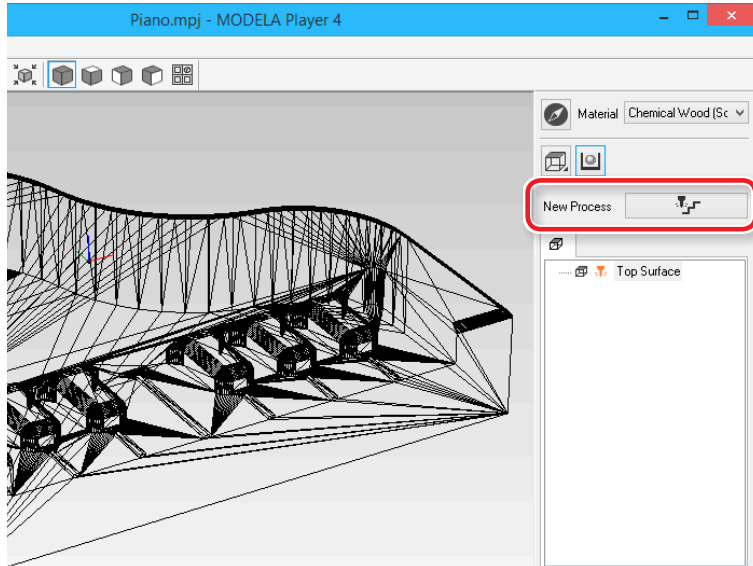 Piano.mpj - MODELA Player 4
Material Chemical Wood (Sc
New Process
Top Surface